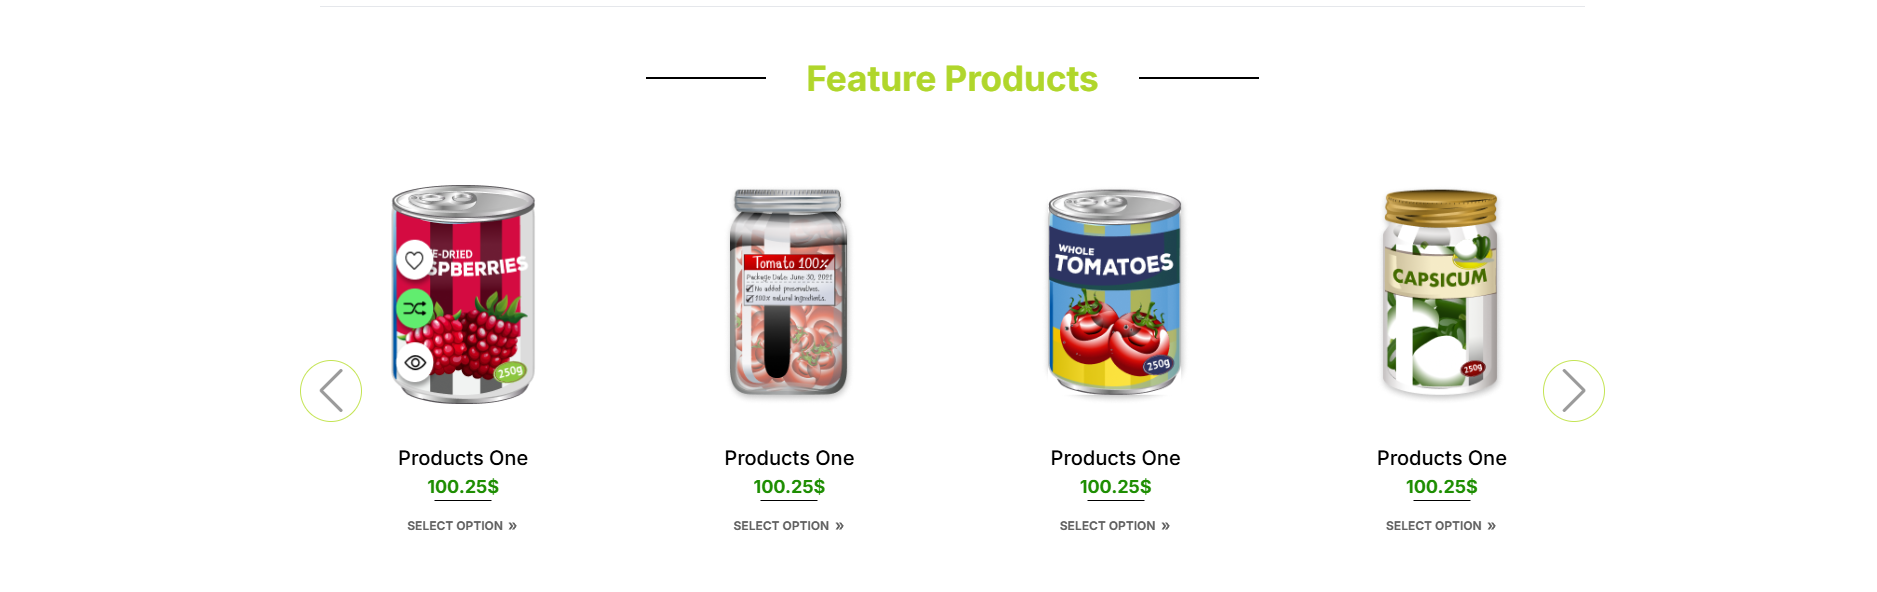 Feature Products
E-DRIED
SPBERRIES
250g
Tomato 100%
Package Date: June 30, 2021
No added preservatives.
100% natural ingredients.
WHOLE
TOMATOES
250g
CAPSICUM
250g
Products One
100.25$
SELECT OPTION »
Products One
100.25$
SELECT OPTION »
Products One
100.25$
SELECT OPTION »
Products One
100.25$
SELECT OPTION »